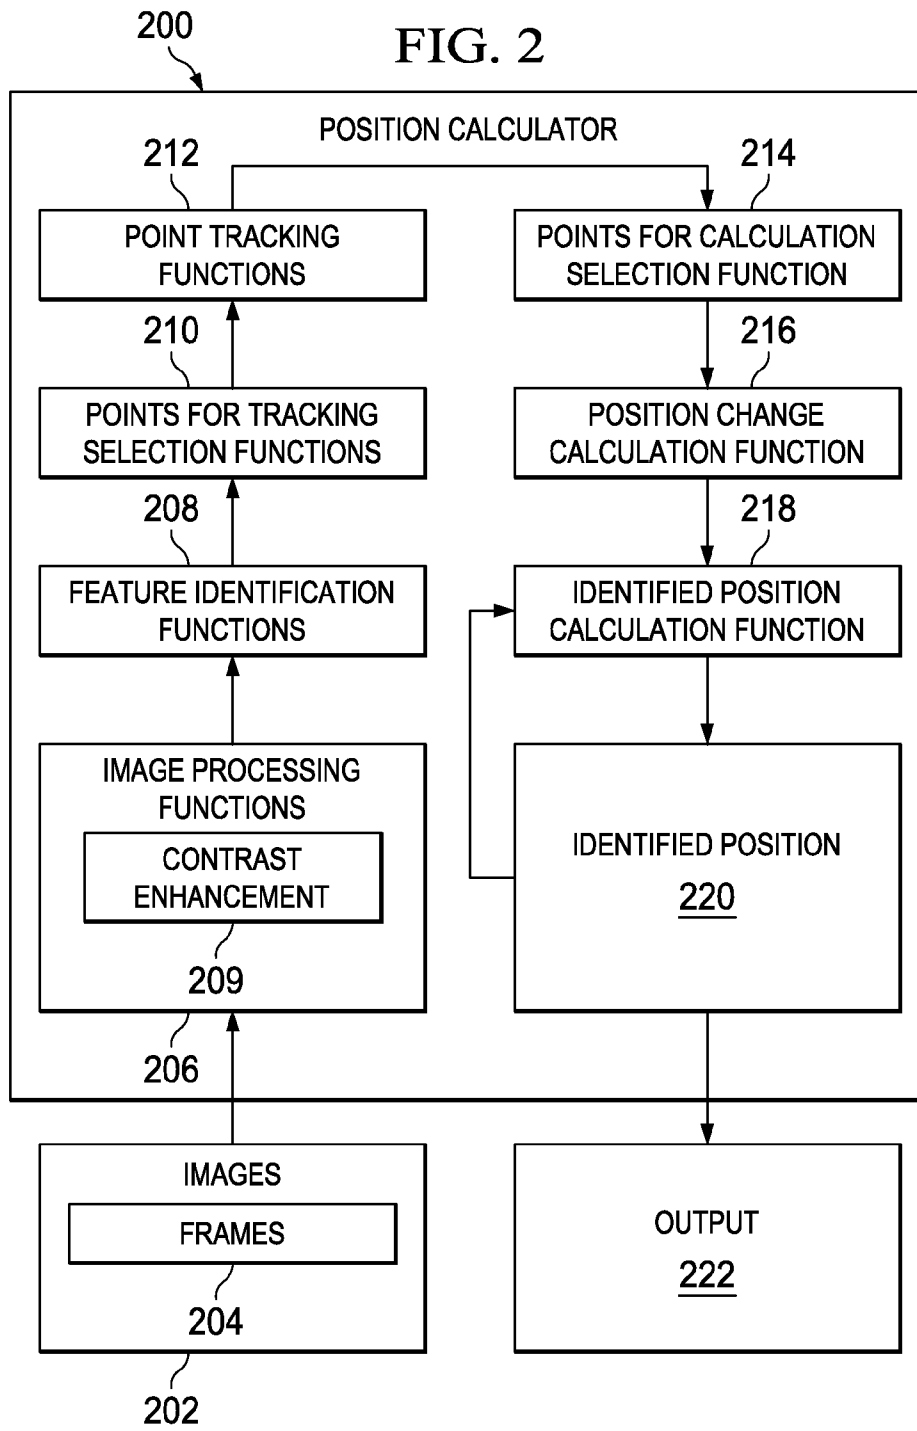 200
FIG. 2
POSITION CALCULATOR
212
POINT TRACKING
FUNCTIONS
210
POINTS FOR TRACKING
SELECTION FUNCTIONS
208
FEATURE IDENTIFICATION
FUNCTIONS
IMAGE PROCESSING
FUNCTIONS
CONTRAST
ENHANCEMENT
209
206
IMAGES
FRAMES
204
202
214
POINTS FOR CALCULATION
SELECTION FUNCTION
216
POSITION CHANGE
CALCULATION FUNCTION
218
IDENTIFIED POSITION
CALCULATION FUNCTION
IDENTIFIED POSITION
220
OUTPUT
222